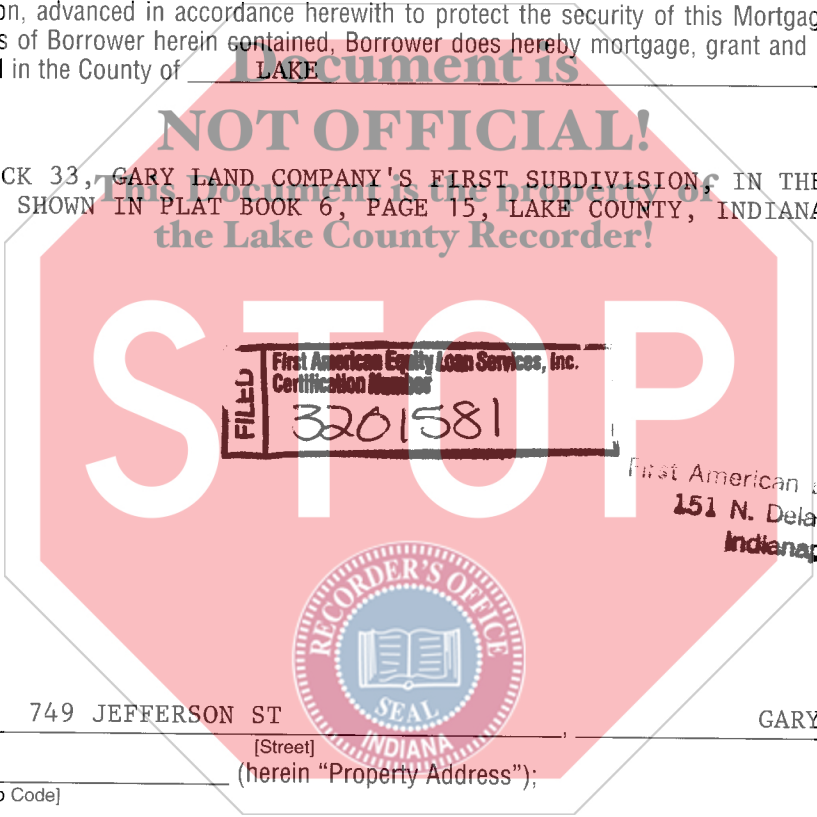 on, advanced in accordance herewith to protect the security of this Mortgag
s of Borrower herein contained, Borrower does hereby mortgage, grant and
in the County of LAKE
Document is
NOT OFFICIAL!
CK 33, GARY LAND COMPANY'S FIRST SUBDIVISION, IN THE
This Document is the property of
SHOWN IN PLAT BOOK 6, PAGE 15, LAKE COUNTY, INDIANA
the Lake County Recorder!
STOP
FILED
First American Equity Loan Services, Inc.
Certification Number
3201581
First American
151 N. Dela
Indianap
RECORDER'S OFFICE
SEAL
INDIANA
749 JEFFERSON ST, GARY
[Street]
(herein "Property Address");
p Code]